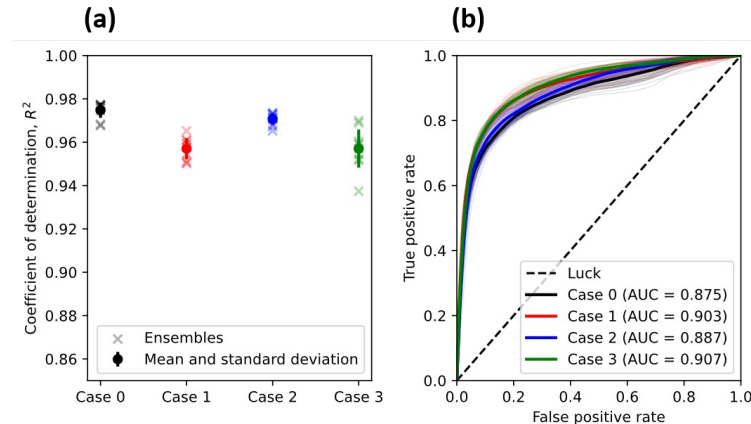 (a)
(b)
1.00
0.98
0.96
0.94
0.92
0.90
0.88
0.86
Coefficient of determination, R²
Ensembles
Mean and standard deviation
Case 0 Case 1 Case 2 Case 3
1.0
0.8
0.6
0.4
0.2
0.0
True positive rate
Luck
Case 0 (AUC = 0.875)
Case 1 (AUC = 0.903)
Case 2 (AUC = 0.887)
Case 3 (AUC = 0.907)
0.0 0.2 0.4 0.6 0.8 1.0
False positive rate